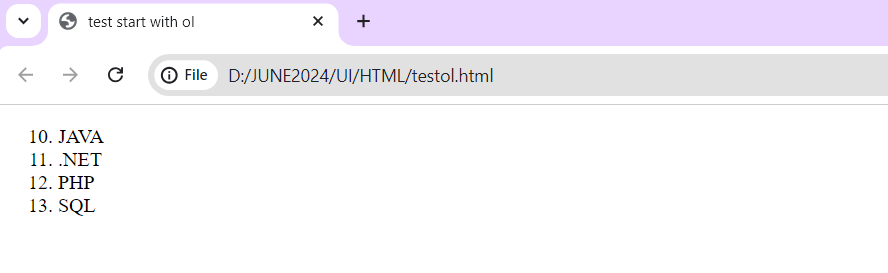 test start with ol
File D:/JUNE2024/UI/HTML/testol.html
10. JAVA
11. .NET
12. PHP
13. SQL